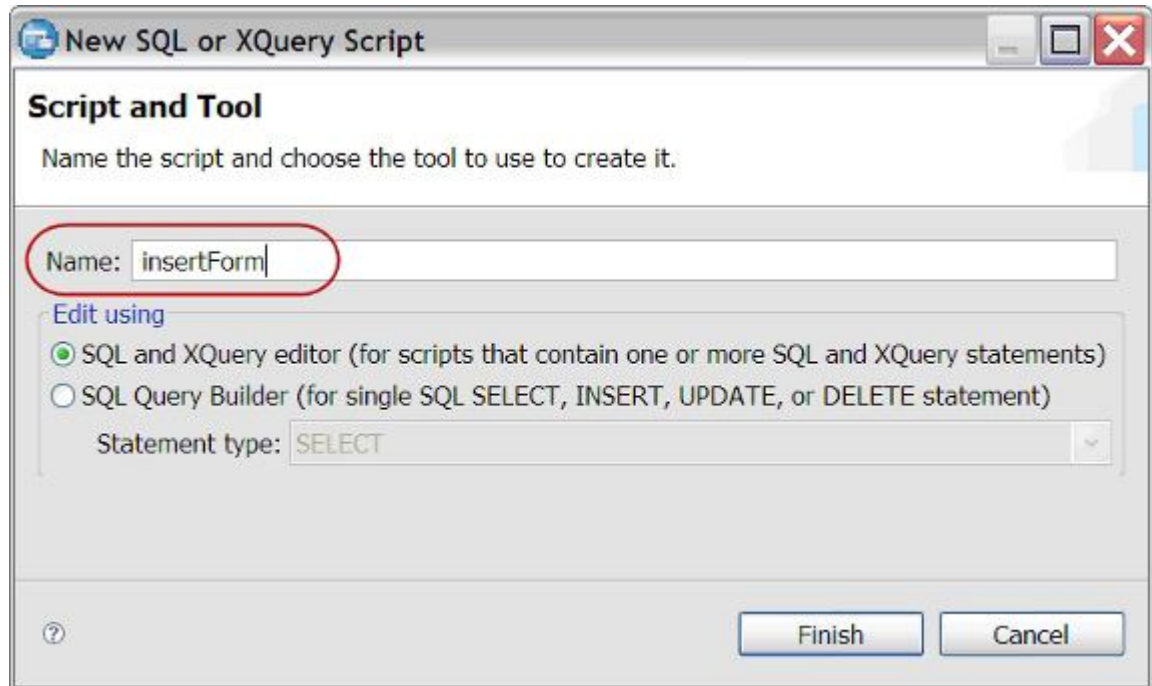 New SQL or XQuery Script
Script and Tool
Name the script and choose the tool to use to create it.
Name: insertForm
Edit using
SQL and XQuery editor (for scripts that contain one or more SQL and XQuery statements)
SQL Query Builder (for single SQL SELECT, INSERT, UPDATE, or DELETE statement)
Statement type: SELECT
? Finish Cancel